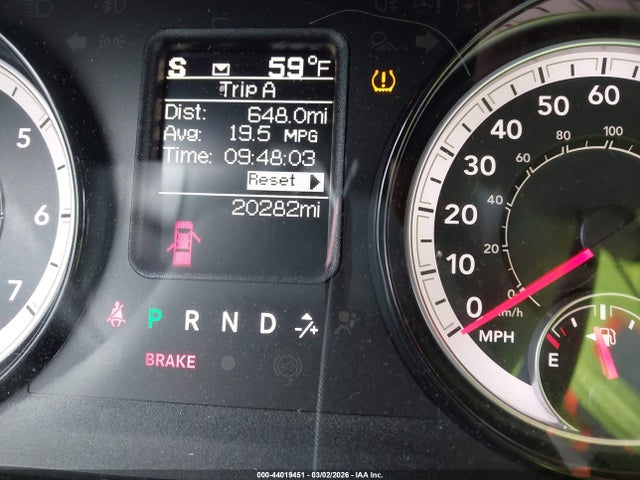 S 59°F
Trip A
Dist: 648.0mi
Avg: 19.5 MPG
Time: 09:48:03
Reset
20282mi
P R N D -/+
BRAKE
5
6
7
60
50
40
30
20
10
0
MPH
100
80
60
40
20
0
km/h
E
000-44019451 - 03/02/2026 - IAA Inc.